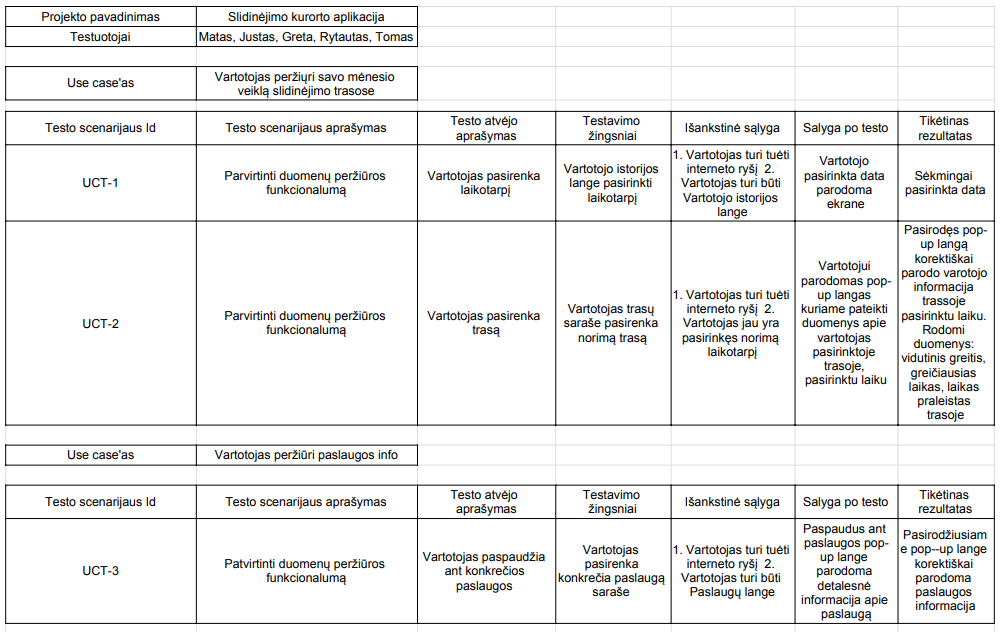 Projekto pavadinimas
Slidinėjimo kurorto aplikacija
Testuotojai
Matas, Justas, Greta, Rytautas, Tomas
Use case'as
Vartotojas peržiųri savo mėnesio
veiklą slidinėjimo trasose
Testo scenarijaus Id
Testo scenarijaus aprašymas
Testo atvėjo
aprašymas
Testavimo
žingsniai
Išankstinė sąlyga
Salyga po testo
Tikėtinas
rezultatas
UCT-1
Parvirtinti duomenų peržiūros
funkcionalumą
Vartotojas pasirenka
laikotarpį
Vartotojo istorijos
lange pasirinkti
laikotarpį
1. Vartotojas turi tuėti
interneto ryšį 2.
Vartotojas turi būti
Vartotojo istorijos
lange
Vartotojo
pasirinkta data
parodoma
ekrane
Sėkmingai
pasirinkta data
UCT-2
Parvirtinti duomenų peržiūros
funkcionalumą
Vartotojas pasirenka
trasą
Vartotojas trasų
saraše pasirenka
norimą trasą
1. Vartotojas turi tuėti
interneto ryšį 2.
Vartotojas jau yra
pasirinkęs norimą
laikotarpį
Vartotojui
parodomas pop-
up langas
kuriame pateikti
duomenys apie
vartotojas
pasirinktoje
trasoje,
pasirinktu laiku
Pasirodęs pop-
up langą
korektiškai
parodo varotojo
informacija
trassoje
pasirinktu laiku.
Rodomi
duomenys:
vidutinis greitis,
greičiausias
laikas, laikas
praleistas
trasoje
Use case'as
Vartotojas peržiūri paslaugos info
Testo scenarijaus Id
Testo scenarijaus aprašymas
Testo atvėjo
aprašymas
Testavimo
žingsniai
Išankstinė sąlyga
Salyga po testo
Tikėtinas
rezultatas
UCT-3
Patvirtinti duomenų peržiūros
funkcionalumą
Vartotojas paspaudžia
ant konkrečios
paslaugos
Vartotojas
pasirenka
konkrečia paslaugą
saraše
1. Vartotojas turi tuėti
interneto ryšį 2.
Vartotojas turi būti
Paslaugų lange
Paspaudus ant
paslaugos pop-
up lange
parodoma
detalesnė
informacija apie
paslaugą
Pasirodžiusiam
e pop--up lange
korektiškai
parodoma
paslaugos
informacija